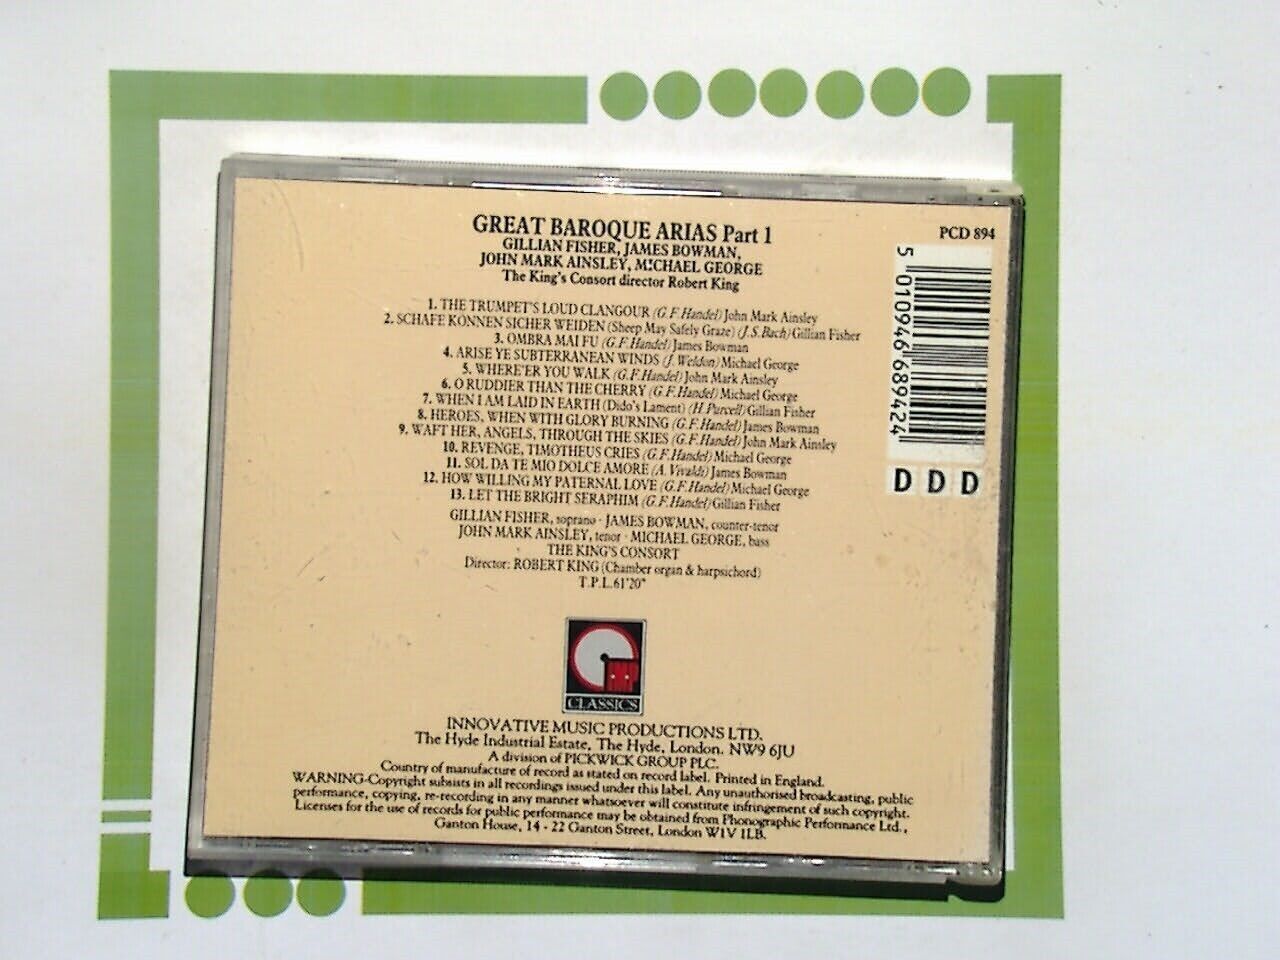 GREAT BAROQUE ARIAS Part 1
GILLIAN FISHER, JAMES BOWMAN,
JOHN MARK AINSLEY, MICHAEL GEORGE
The King's Consort director Robert King
PCD 894
5 010946 689424
DDD
1. THE TRUMPET'S LOUD CLANGOUR (G.F.Handel) John Mark Ainsley
2. SCHAFE KONNEN SICHER WEIDEN (Sheep May Safely Graze) (J.S.Bach) Gillian Fisher
3. OMBRA MAI FU (G.F.Handel) James Bowman
4. ARISE YE SUBTERRANEAN WINDS (J. Weldon) Michael George
5. WHERE'ER YOU WALK (G.F.Handel) John Mark Ainsley
6. O RUDDIER THAN THE CHERRY (G.F.Handel) Michael George
7. WHEN I AM LAID IN EARTH (Dido's Lament) (H. Purcell) Gillian Fisher
8. HEROES, WHEN WITH GLORY BURNING (G.F.Handel) James Bowman
9. WAFT HER, ANGELS, THROUGH THE SKIES (G.F.Handel) John Mark Ainsley
10. REVENGE, TIMOTHEUS CRIES (G.F.Handel) Michael George
11. SOL DA TE MIO DOLCE AMORE (A. Vivaldi) James Bowman
12. HOW WILLING MY PATERNAL LOVE (G.F.Handel) Michael George
13. LET THE BRIGHT SERAPHIM (G.F.Handel) Gillian Fisher
GILLIAN FISHER, soprano · JAMES BOWMAN, counter-tenor
JOHN MARK AINSLEY, tenor · MICHAEL GEORGE, bass
THE KING'S CONSORT
Director: ROBERT KING (Chamber organ & harpsichord)
T.P.L.61'20"
IMP
CLASSICS
INNOVATIVE MUSIC PRODUCTIONS LTD.
The Hyde Industrial Estate, The Hyde, London. NW9 6JU
A division of PICKWICK GROUP PLC.
Country of manufacture of record as stated on record label. Printed in England.
WARNING-Copyright subsists in all recordings issued under this label. Any unauthorised broadcasting, public
performance, copying, re-recording in any manner whatsoever will constitute infringement of such copyright.
Licenses for the use of records for public performance may be obtained from Phonographic Performance Ltd.,
Ganton House, 14 - 22 Ganton Street, London W1V 1LB.